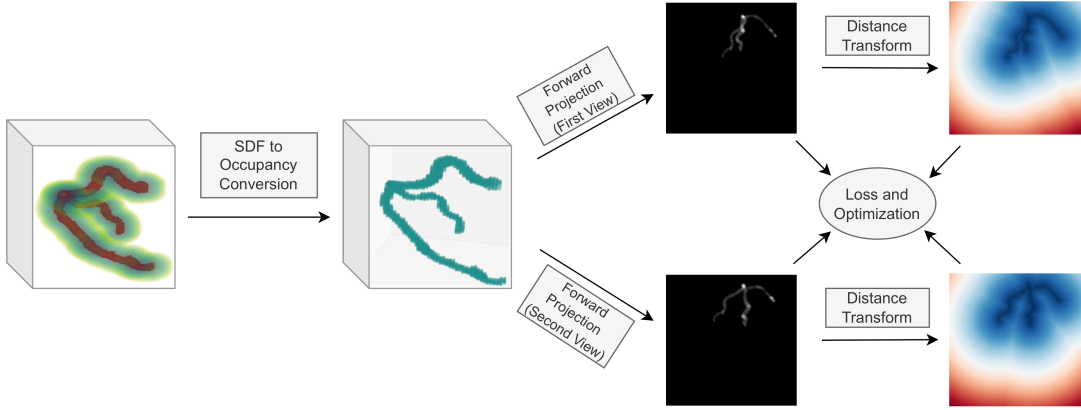 SDF to
Occupancy
Conversion
Forward
Projection
(First View)
Distance
Transform
Loss and
Optimization
Forward
Projection
(Second View)
Distance
Transform